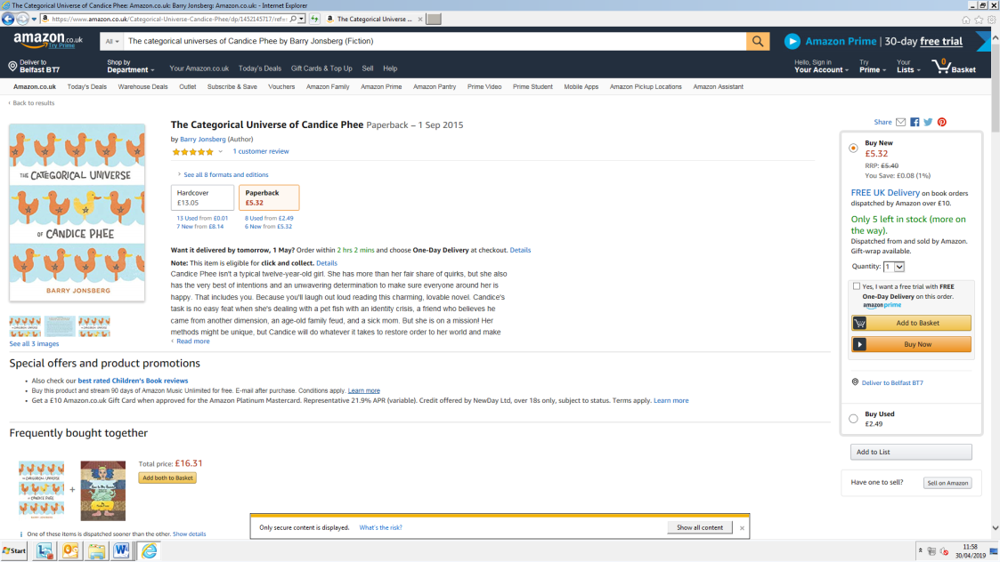 The Categorical Universe of Candice Phee: Amazon.co.uk: Barry Jonsberg: Amazon.co.uk: - Internet Explorer
https://www.amazon.co.uk/Categorical-Universe-Candice-Phee/dp/1452145717/ref=
The Categorical Universe ...
amazon.co.uk
Try Prime
All
The categorical universes of Candice Phee by Barry Jonsberg (Fiction)
Amazon Prime | 30-day free trial
Deliver to
Belfast BT7
Shop by
Department
Your Amazon.co.uk Today's Deals Gift Cards & Top Up Sell Help
Hello, Sign in
Your Account
Try
Prime
Your
Lists
0
Basket
Amazon.co.uk Today's Deals Warehouse Deals Outlet Subscribe & Save Vouchers Amazon Family Amazon Prime Amazon Pantry Prime Video Prime Student Mobile Apps Amazon Pickup Locations Amazon Assistant
‹ Back to results
THE CATEGORICAL UNIVERSE
OF CANDICE PHEE
BARRY JONSBERG
See all 3 images
The Categorical Universe of Candice Phee Paperback – 1 Sep 2015
by Barry Jonsberg (Author)
1 customer review
› See all 8 formats and editions
Hardcover
£13.05
Paperback
£5.32
13 Used from £0.01
7 New from £8.14
8 Used from £2.49
6 New from £5.32
Want it delivered by tomorrow, 1 May? Order within 2 hrs 2 mins and choose One-Day Delivery at checkout. Details
Note: This item is eligible for click and collect. Details
Candice Phee isn't a typical twelve-year-old girl. She has more than her fair share of quirks, but she also
has the very best of intentions and an unwavering determination to make sure everyone around her is
happy. That includes you. Because you'll laugh out loud reading this charming, lovable novel. Candice's
task is no easy feat when she's dealing with a pet fish with an identity crisis, a friend who believes he
came from another dimension, an age-old family feud, and a sick mom. But she is on a mission! Her
methods might be unique, but Candice will do whatever it takes to restore order to her world and make
‹ Read more
Share
Buy New
£5.32
RRP: £5.40
You Save: £0.08 (1%)
FREE UK Delivery on book orders
dispatched by Amazon over £10.
Only 5 left in stock (more on
the way).
Dispatched from and sold by Amazon.
Gift-wrap available.
Quantity: 1
Yes, I want a free trial with FREE
One-Day Delivery on this order.
amazon prime
Add to Basket
Buy Now
Deliver to Belfast BT7
Buy Used
£2.49
Add to List
Have one to sell? Sell on Amazon
Special offers and product promotions
• Also check our best rated Children's Book reviews
• Buy this product and stream 90 days of Amazon Music Unlimited for free. E-mail after purchase. Conditions apply. Learn more
• Get a £10 Amazon.co.uk Gift Card when approved for the Amazon Platinum Mastercard. Representative 21.9% APR (variable). Credit offered by NewDay Ltd, over 18s only, subject to status. Terms apply. Learn more
Frequently bought together
THE CATEGORICAL UNIVERSE
OF CANDICE PHEE
+
Total price: £16.31
Add both to Basket
i One of these items is dispatched sooner than the other. Show details
Only secure content is displayed. What's the risk?
Show all content
Start
11:58
30/04/2019